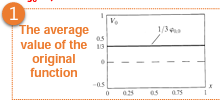 1
The average
value of the
original
function
1 V₀
1/3 φ₀,₀
0.5
1/3
0
-0.5
0 0.25 0.5 0.75 1 x